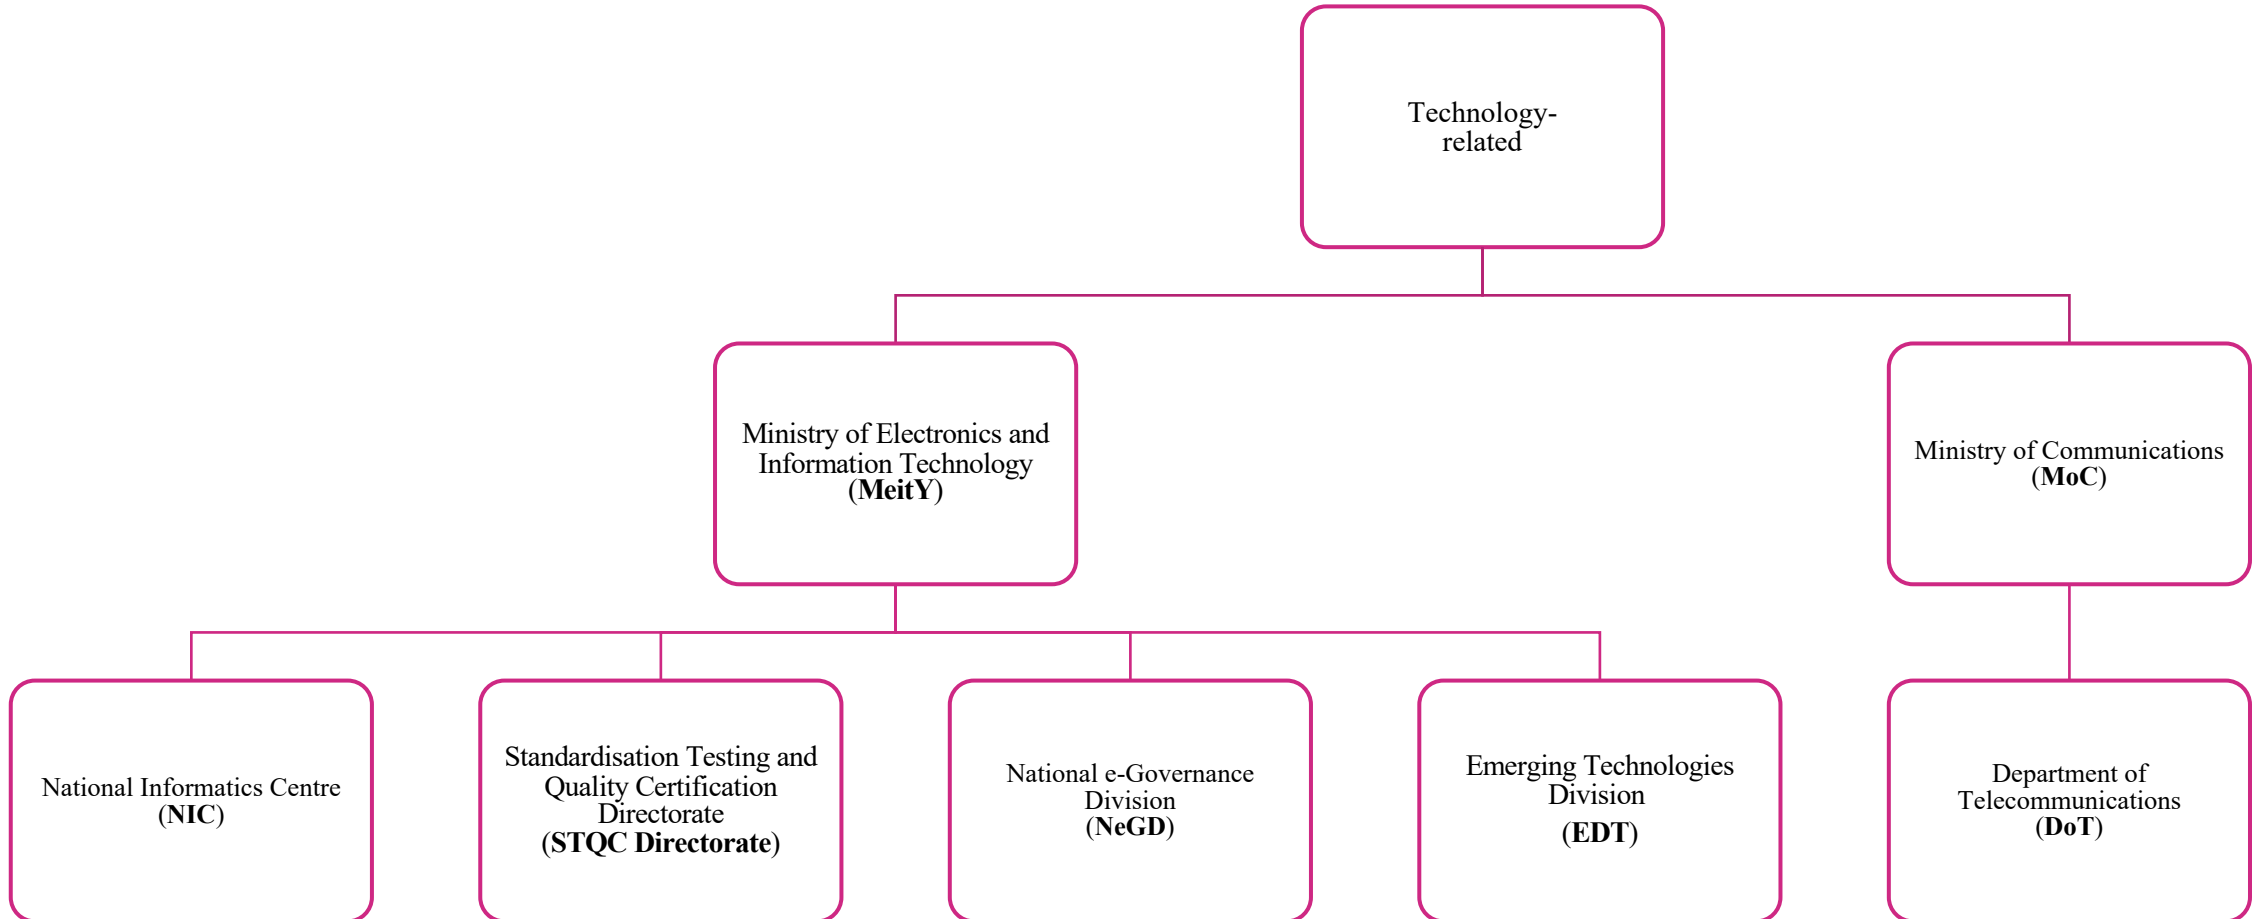 Technology-
related
Ministry of Electronics and
Information Technology
(MeitY)
Ministry of Communications
(MoC)
National Informatics Centre
(NIC)
Standardisation Testing and
Quality Certification
Directorate
(STQC Directorate)
National e-Governance
Division
(NeGD)
Emerging Technologies
Division
(EDT)
Department of
Telecommunications
(DoT)